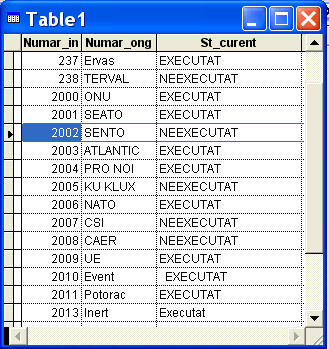 Table1
Numar_in Numar_ong St_curent
237 Ervas EXECUTAT
238 TERVAL NEEXECUTAT
2000 ONU EXECUTAT
2001 SEATO EXECUTAT
2002 SENTO NEEXECUTAT
2003 ATLANTIC EXECUTAT
2004 PRO NOI EXECUTAT
2005 KU KLUX NEEXECUTAT
2006 NATO EXECUTAT
2007 CSI NEEXECUTAT
2008 CAER NEEXECUTAT
2009 UE EXECUTAT
2010 Event EXECUTAT
2011 Potorac EXECUTAT
2013 Inert Executat